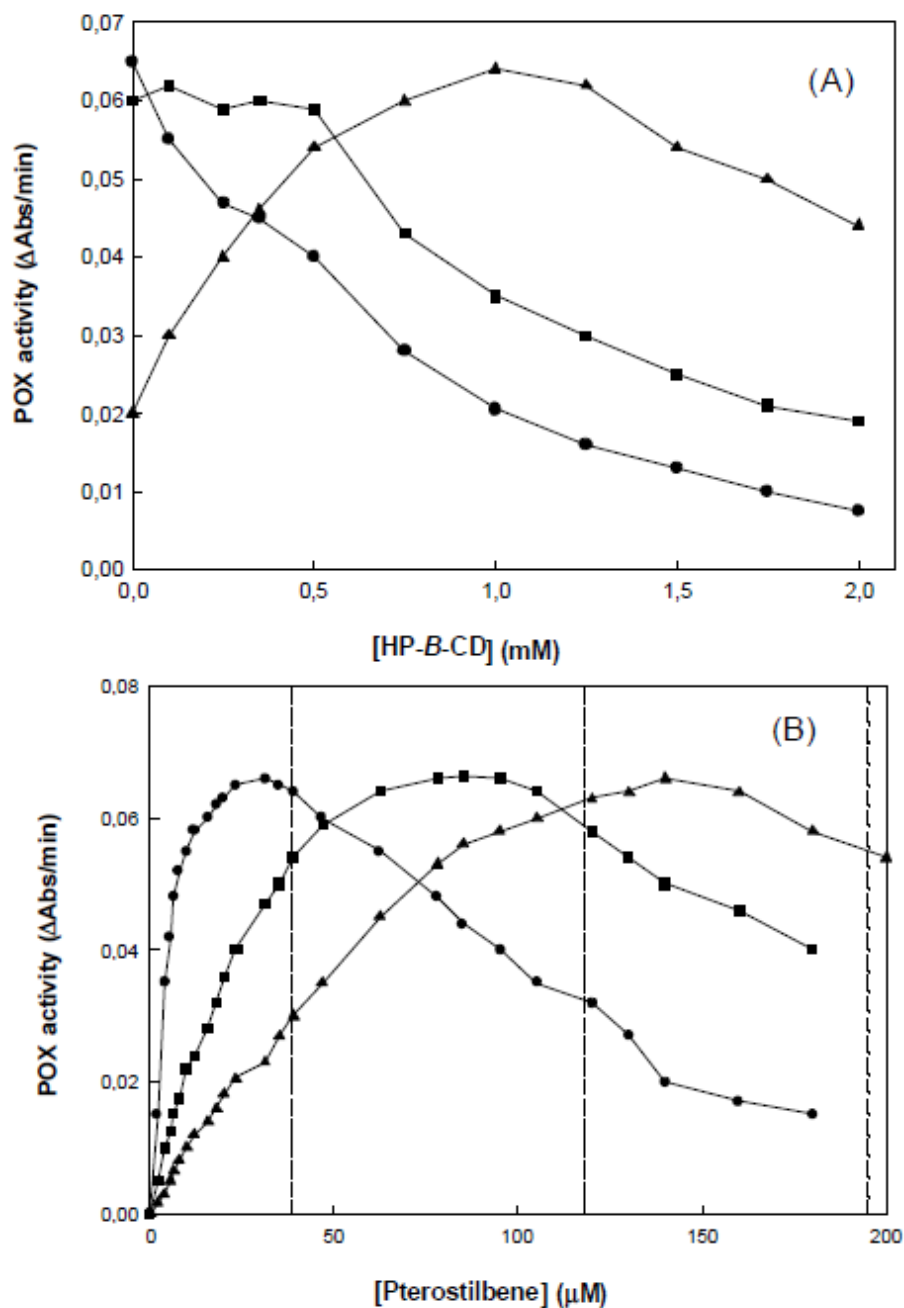 0,07
(A)
0,06
0,05
0,04
0,03
0,02
0,01
0,00
POX activity (ΔAbs/min)
0,0 0,5 1,0 1,5 2,0
[HP-B-CD] (mM)
0,08
(B)
0,06
0,04
0,02
0,00
POX activity (ΔAbs/min)
0 50 100 150 200
[Pterostilbene] (μM)